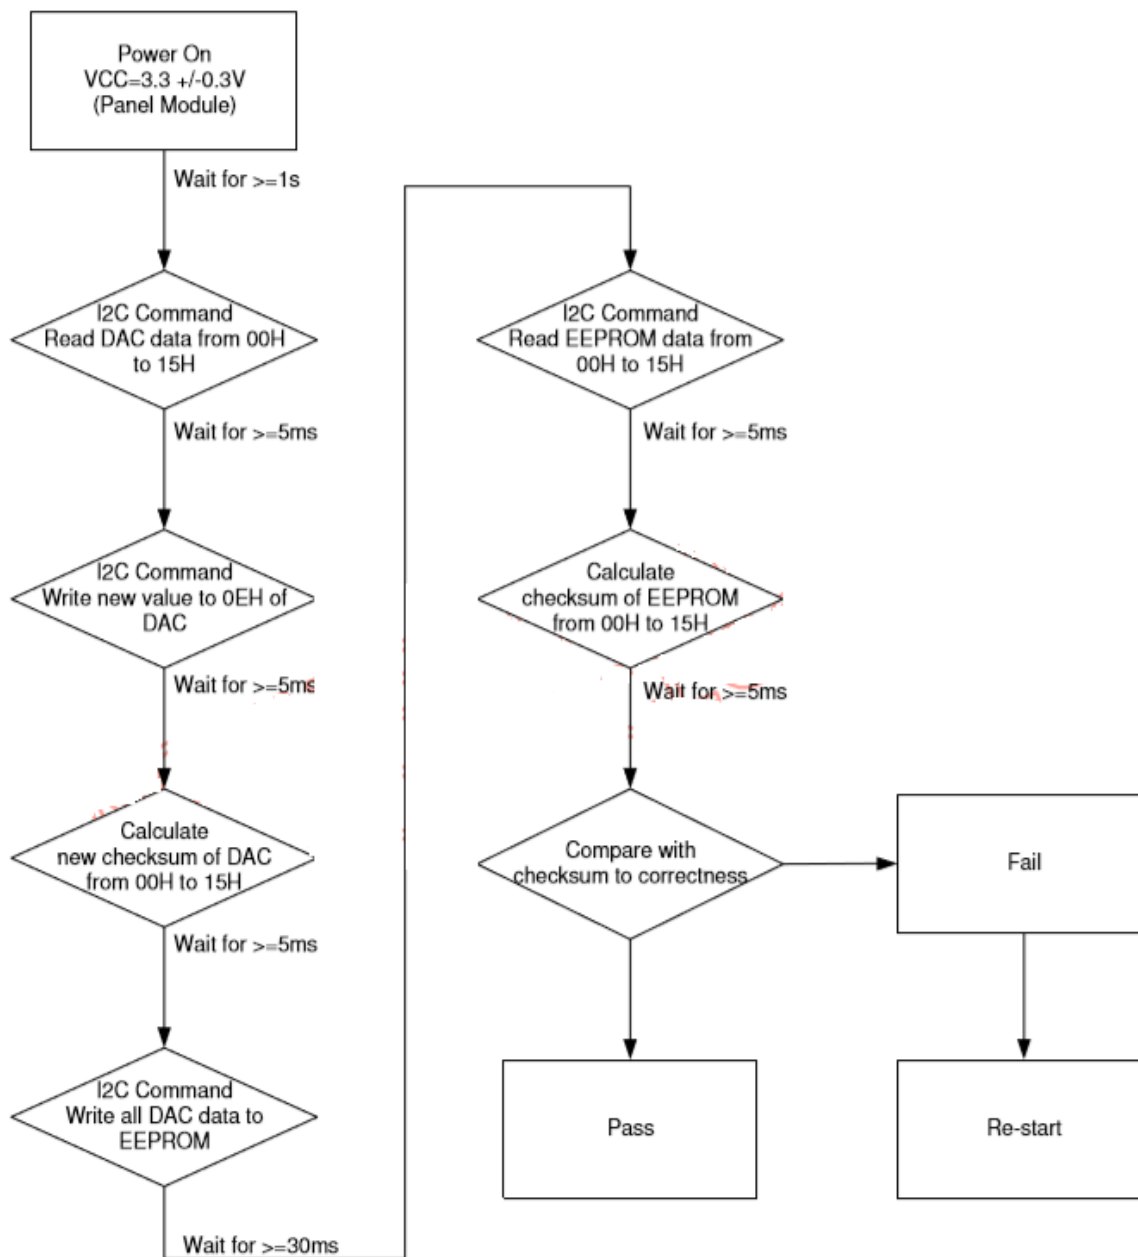 Power On
VCC=3.3 +/-0.3V
(Panel Module)
Wait for >=1s
I2C Command
Read DAC data from 00H
to 15H
Wait for >=5ms
I2C Command
Write new value to 0EH of
DAC
Wait for >=5ms
Calculate
new checksum of DAC
from 00H to 15H
Wait for >=5ms
I2C Command
Write all DAC data to
EEPROM
Wait for >=30ms
I2C Command
Read EEPROM data from
00H to 15H
Wait for >=5ms
Calculate
checksum of EEPROM
from 00H to 15H
Wait for >=5ms
Compare with
checksum to correctness
Fail
Pass
Re-start